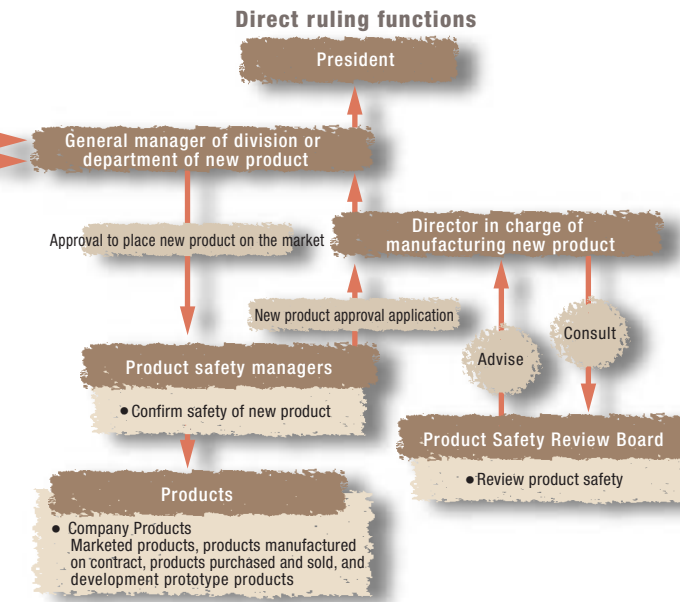 Direct ruling functions
President
General manager of division or
department of new product
Approval to place new product on the market
Director in charge of
manufacturing new product
New product approval application
Advise
Consult
Product safety managers
● Confirm safety of new product
Product Safety Review Board
● Review product safety
Products
● Company Products
Marketed products, products manufactured
on contract, products purchased and sold, and
development prototype products